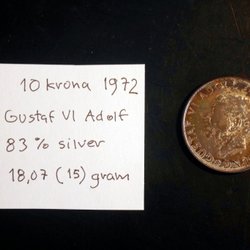 10 krona 1972
Gustaf VI Adolf
83% silver
18,07 (15) gram